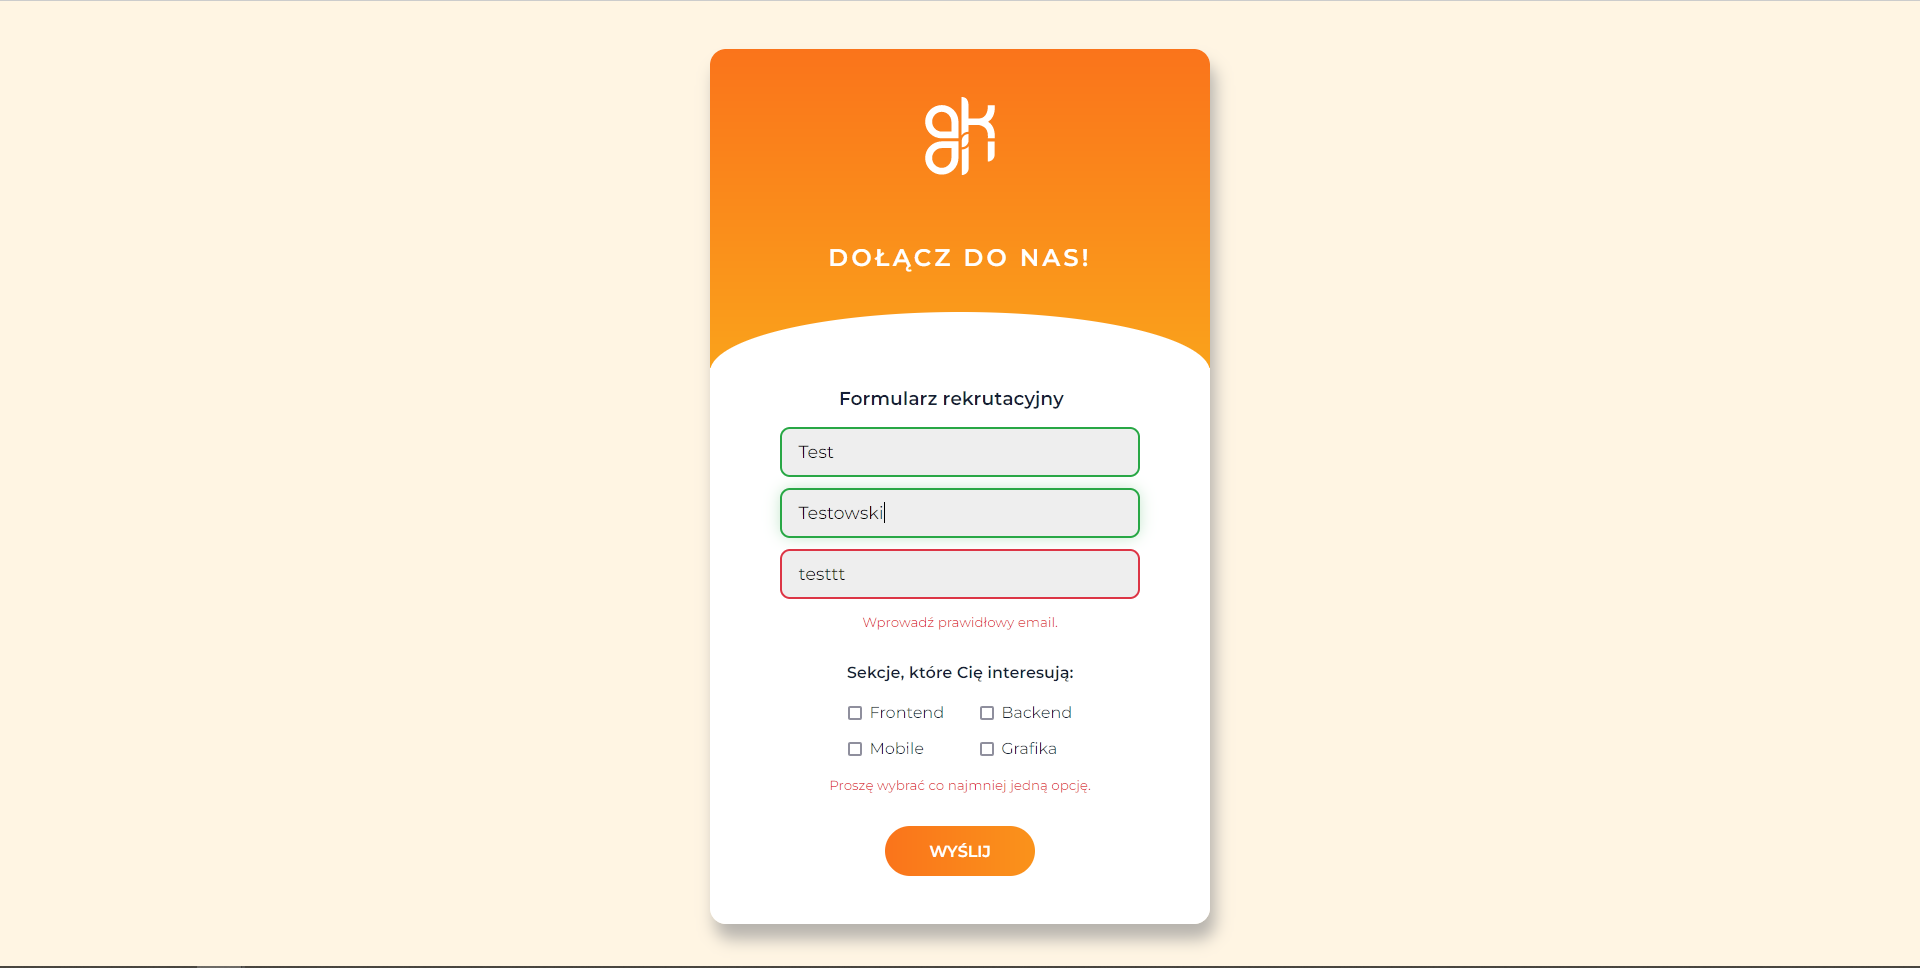 akai
DOŁĄCZ DO NAS!
Formularz rekrutacyjny
Test
Testowski
testtt
Wprowadź prawidłowy email.
Sekcje, które Cię interesują:
Frontend Backend
Mobile Grafika
Proszę wybrać co najmniej jedną opcję.
WYŚLIJ